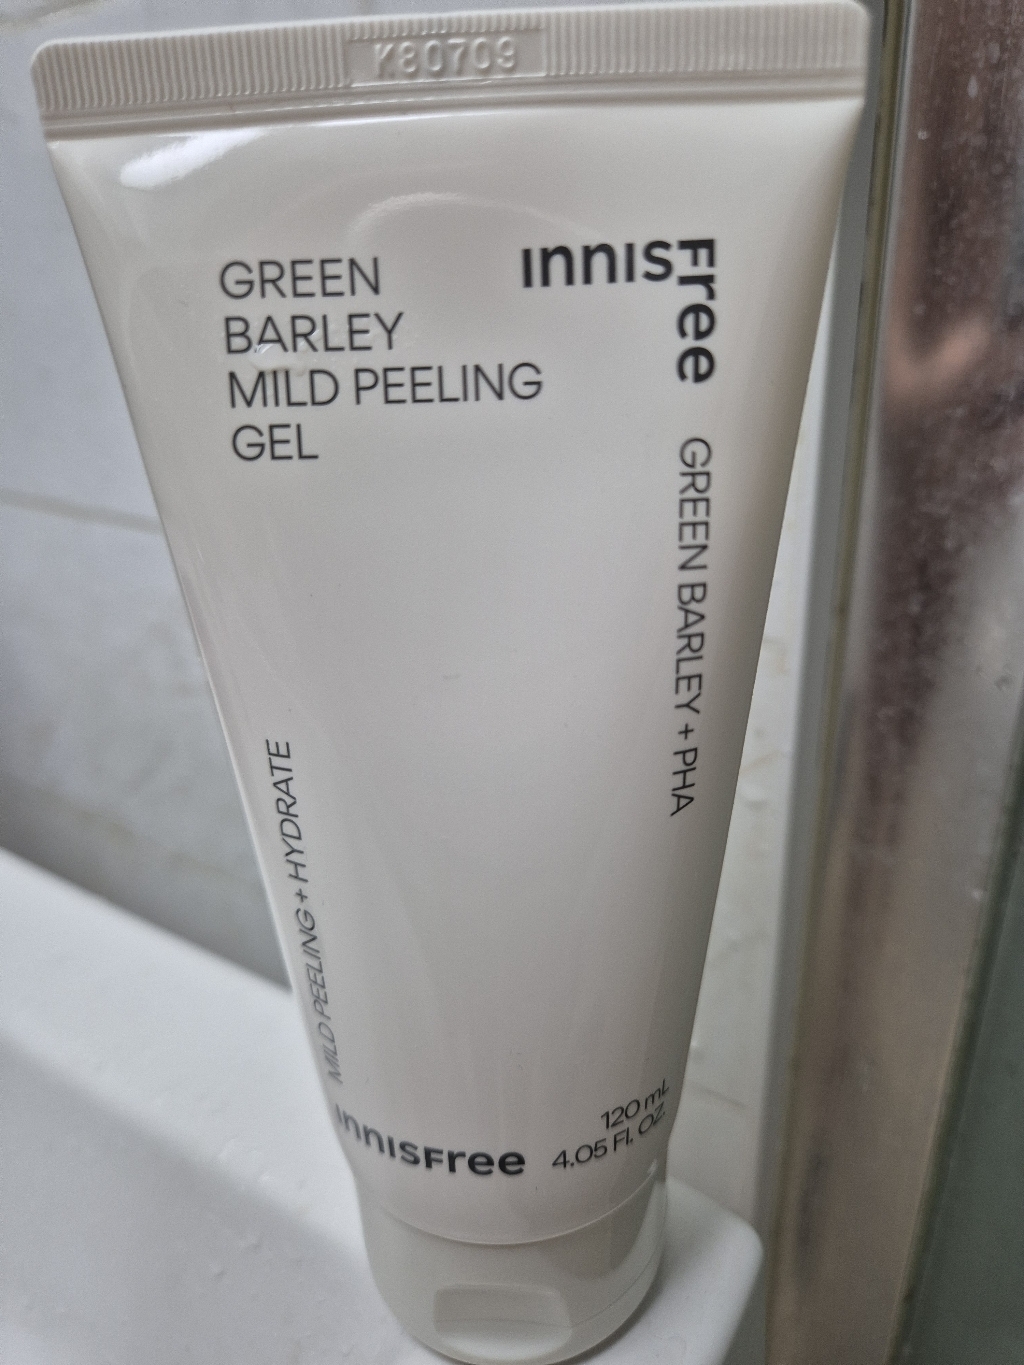 K80709
GREEN
BARLEY
MILD PEELING
GEL
innisFree
GREEN BARLEY + PHA
MILD PEELING + HYDRATE
innisFree
120 mL
4.05 Fl. OZ.